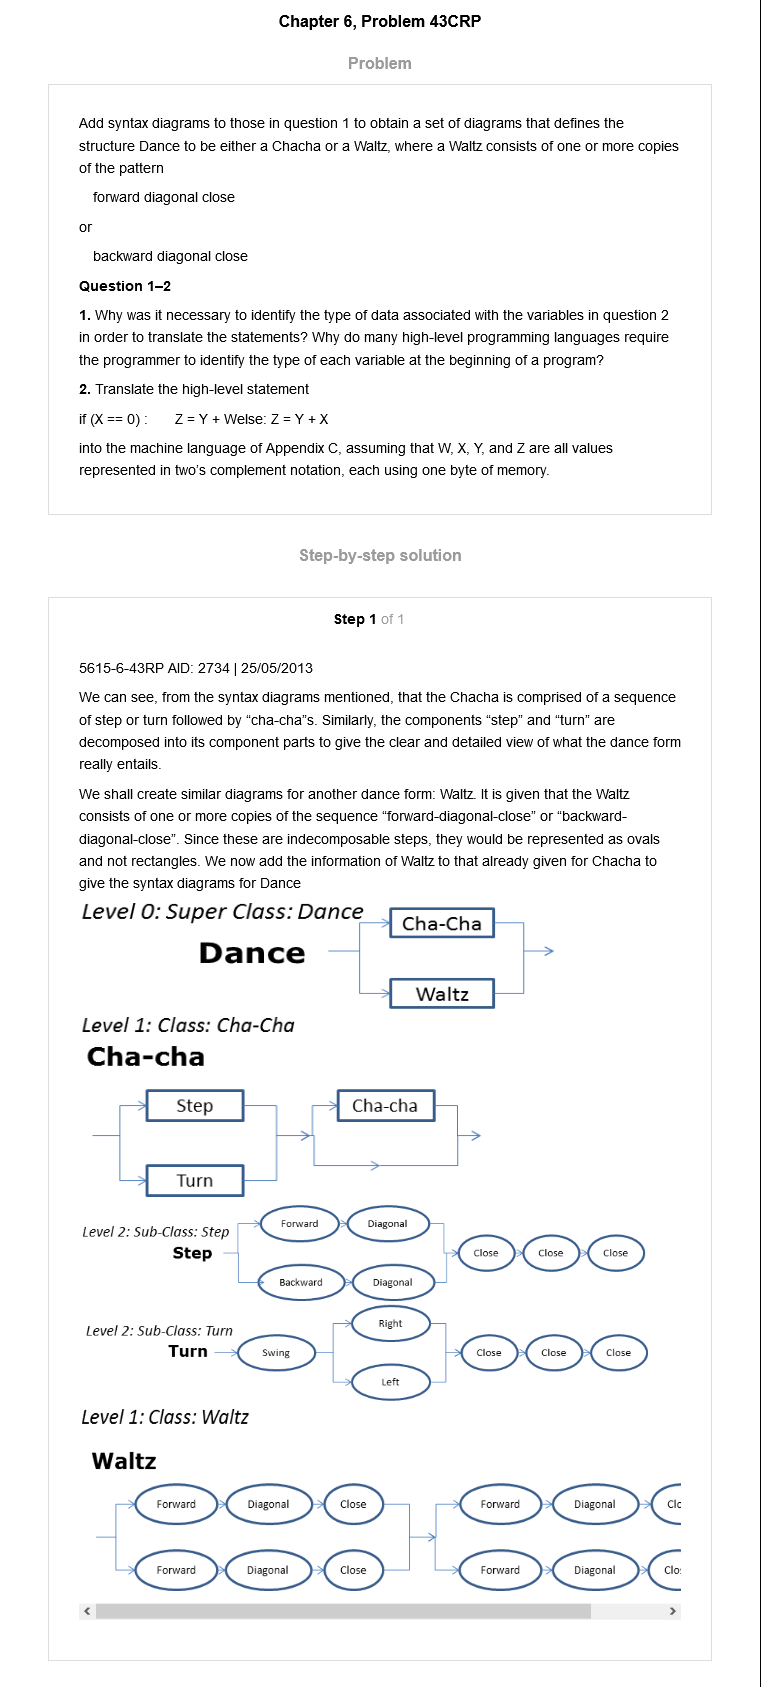 Chapter 6, Problem 43CRP
Problem
Add syntax diagrams to those in question 1 to obtain a set of diagrams that defines the
structure Dance to be either a Chacha or a Waltz, where a Waltz consists of one or more copies
of the pattern
forward diagonal close
or
backward diagonal close
Question 1–2
1. Why was it necessary to identify the type of data associated with the variables in question 2
in order to translate the statements? Why do many high-level programming languages require
the programmer to identify the type of each variable at the beginning of a program?
2. Translate the high-level statement
if (X == 0) : Z = Y + Welse: Z = Y + X
into the machine language of Appendix C, assuming that W, X, Y, and Z are all values
represented in two's complement notation, each using one byte of memory.
Step-by-step solution
Step 1 of 1
5615-6-43RP AID: 2734 | 25/05/2013
We can see, from the syntax diagrams mentioned, that the Chacha is comprised of a sequence
of step or turn followed by “cha-cha”s. Similarly, the components “step” and “turn” are
decomposed into its component parts to give the clear and detailed view of what the dance form
really entails.
We shall create similar diagrams for another dance form: Waltz. It is given that the Waltz
consists of one or more copies of the sequence “forward-diagonal-close” or “backward-
diagonal-close”. Since these are indecomposable steps, they would be represented as ovals
and not rectangles. We now add the information of Waltz to that already given for Chacha to
give the syntax diagrams for Dance
Level 0: Super Class: Dance
Cha-Cha
Dance
Waltz
Level 1: Class: Cha-Cha
Cha-cha
Step Cha-cha
Turn
Forward Diagonal
Level 2: Sub-Class: Step
Step
Close Close Close
Backward Diagonal
Right
Level 2: Sub-Class: Turn
Turn
Swing Close Close Close
Left
Level 1: Class: Waltz
Waltz
Forward Diagonal Close Forward Diagonal Clo
Forward Diagonal Close Forward Diagonal Clo